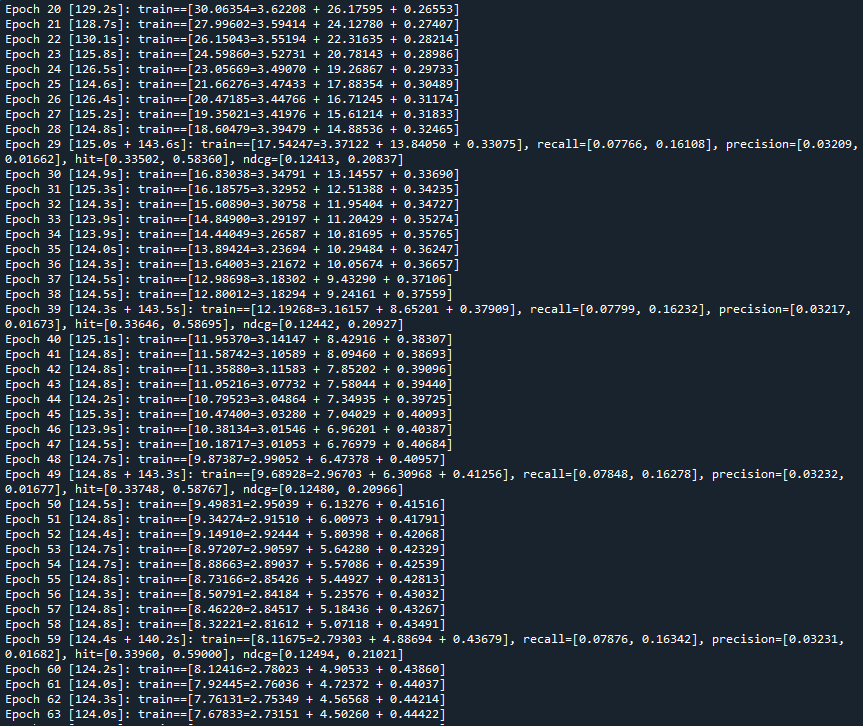 Epoch 20 [129.2s]: train==[30.06354=3.62208 + 26.17595 + 0.26553]
Epoch 21 [128.7s]: train==[27.99602=3.59414 + 24.12780 + 0.27407]
Epoch 22 [130.1s]: train==[26.15043=3.55194 + 22.31635 + 0.28214]
Epoch 23 [125.8s]: train==[24.59860=3.52731 + 20.78143 + 0.28986]
Epoch 24 [126.5s]: train==[23.05669=3.49070 + 19.26867 + 0.29733]
Epoch 25 [124.6s]: train==[21.66276=3.47433 + 17.88354 + 0.30489]
Epoch 26 [126.4s]: train==[20.47185=3.44766 + 16.71245 + 0.31174]
Epoch 27 [125.2s]: train==[19.35021=3.41976 + 15.61214 + 0.31833]
Epoch 28 [124.8s]: train==[18.60479=3.39479 + 14.88536 + 0.32465]
Epoch 29 [125.0s + 143.6s]: train==[17.54247=3.37122 + 13.84050 + 0.33075], recall=[0.07766, 0.16108], precision=[0.03209,
0.01662], hit=[0.33502, 0.58360], ndcg=[0.12413, 0.20837]
Epoch 30 [124.9s]: train==[16.83038=3.34791 + 13.14557 + 0.33690]
Epoch 31 [125.3s]: train==[16.18575=3.32952 + 12.51388 + 0.34235]
Epoch 32 [124.3s]: train==[15.60890=3.30758 + 11.95404 + 0.34727]
Epoch 33 [123.9s]: train==[14.84900=3.29197 + 11.20429 + 0.35274]
Epoch 34 [123.9s]: train==[14.44049=3.26587 + 10.81695 + 0.35765]
Epoch 35 [124.0s]: train==[13.89424=3.23694 + 10.29484 + 0.36247]
Epoch 36 [124.3s]: train==[13.64003=3.21672 + 10.05674 + 0.36657]
Epoch 37 [124.5s]: train==[12.98698=3.18302 + 9.43290 + 0.37106]
Epoch 38 [124.5s]: train==[12.80012=3.18294 + 9.24161 + 0.37559]
Epoch 39 [124.3s + 143.5s]: train==[12.19268=3.16157 + 8.65201 + 0.37909], recall=[0.07799, 0.16232], precision=[0.03217,
0.01673], hit=[0.33646, 0.58695], ndcg=[0.12442, 0.20927]
Epoch 40 [125.1s]: train==[11.95370=3.14147 + 8.42916 + 0.38307]
Epoch 41 [124.8s]: train==[11.58742=3.10589 + 8.09460 + 0.38693]
Epoch 42 [124.8s]: train==[11.35880=3.11583 + 7.85202 + 0.39096]
Epoch 43 [124.8s]: train==[11.05216=3.07732 + 7.58044 + 0.39440]
Epoch 44 [124.2s]: train==[10.79523=3.04864 + 7.34935 + 0.39725]
Epoch 45 [125.3s]: train==[10.47400=3.03280 + 7.04029 + 0.40093]
Epoch 46 [123.9s]: train==[10.38134=3.01546 + 6.96201 + 0.40387]
Epoch 47 [124.5s]: train==[10.18717=3.01053 + 6.76979 + 0.40684]
Epoch 48 [124.7s]: train==[9.87387=2.99052 + 6.47378 + 0.40957]
Epoch 49 [124.8s + 143.3s]: train==[9.68928=2.96703 + 6.30968 + 0.41256], recall=[0.07848, 0.16278], precision=[0.03232,
0.01677], hit=[0.33748, 0.58767], ndcg=[0.12480, 0.20966]
Epoch 50 [124.5s]: train==[9.49831=2.95039 + 6.13276 + 0.41516]
Epoch 51 [124.8s]: train==[9.34274=2.91510 + 6.00973 + 0.41791]
Epoch 52 [124.4s]: train==[9.14910=2.92444 + 5.80398 + 0.42068]
Epoch 53 [124.7s]: train==[8.97207=2.90597 + 5.64280 + 0.42329]
Epoch 54 [124.7s]: train==[8.88663=2.89037 + 5.57086 + 0.42539]
Epoch 55 [124.8s]: train==[8.73166=2.85426 + 5.44927 + 0.42813]
Epoch 56 [124.3s]: train==[8.50791=2.84184 + 5.23576 + 0.43032]
Epoch 57 [124.8s]: train==[8.46220=2.84517 + 5.18436 + 0.43267]
Epoch 58 [124.8s]: train==[8.32221=2.81612 + 5.07118 + 0.43491]
Epoch 59 [124.4s + 140.2s]: train==[8.11675=2.79303 + 4.88694 + 0.43679], recall=[0.07876, 0.16342], precision=[0.03231,
0.01682], hit=[0.33960, 0.59000], ndcg=[0.12494, 0.21021]
Epoch 60 [124.2s]: train==[8.12416=2.78023 + 4.90533 + 0.43860]
Epoch 61 [124.0s]: train==[7.92445=2.76036 + 4.72372 + 0.44037]
Epoch 62 [124.3s]: train==[7.76131=2.75349 + 4.56568 + 0.44214]
Epoch 63 [124.0s]: train==[7.67833=2.73151 + 4.50260 + 0.44422]